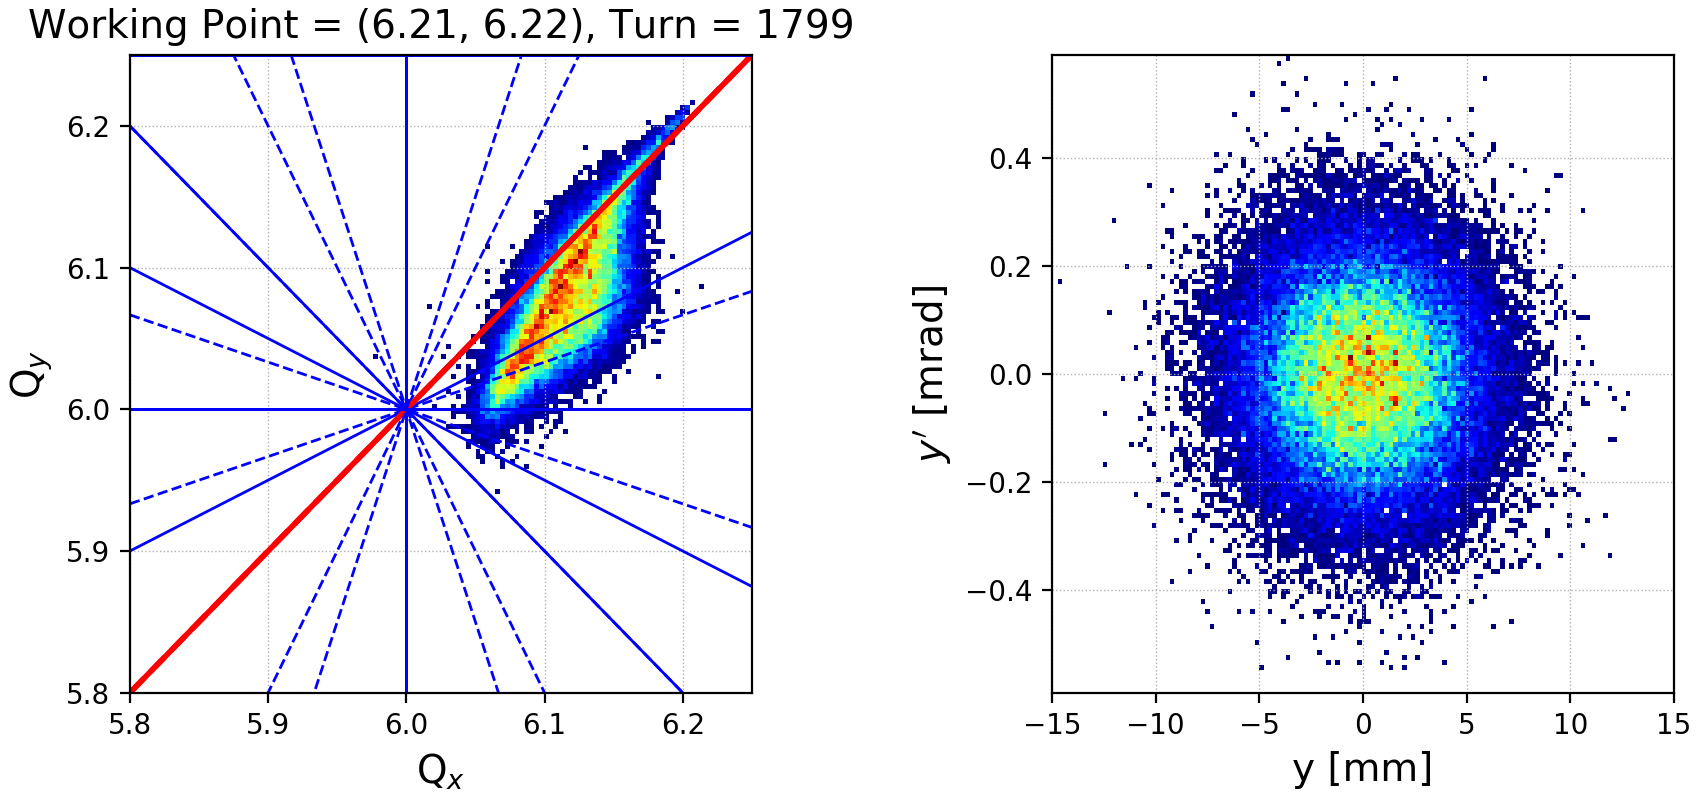 Working Point = (6.21, 6.22), Turn = 1799
6.2
6.1
6.0
5.9
5.8
Q_y
5.8 5.9 6.0 6.1 6.2
Q_x
0.4
0.2
0.0
−0.2
−0.4
y′ [mrad]
−15 −10 −5 0 5 10 15
y [mm]